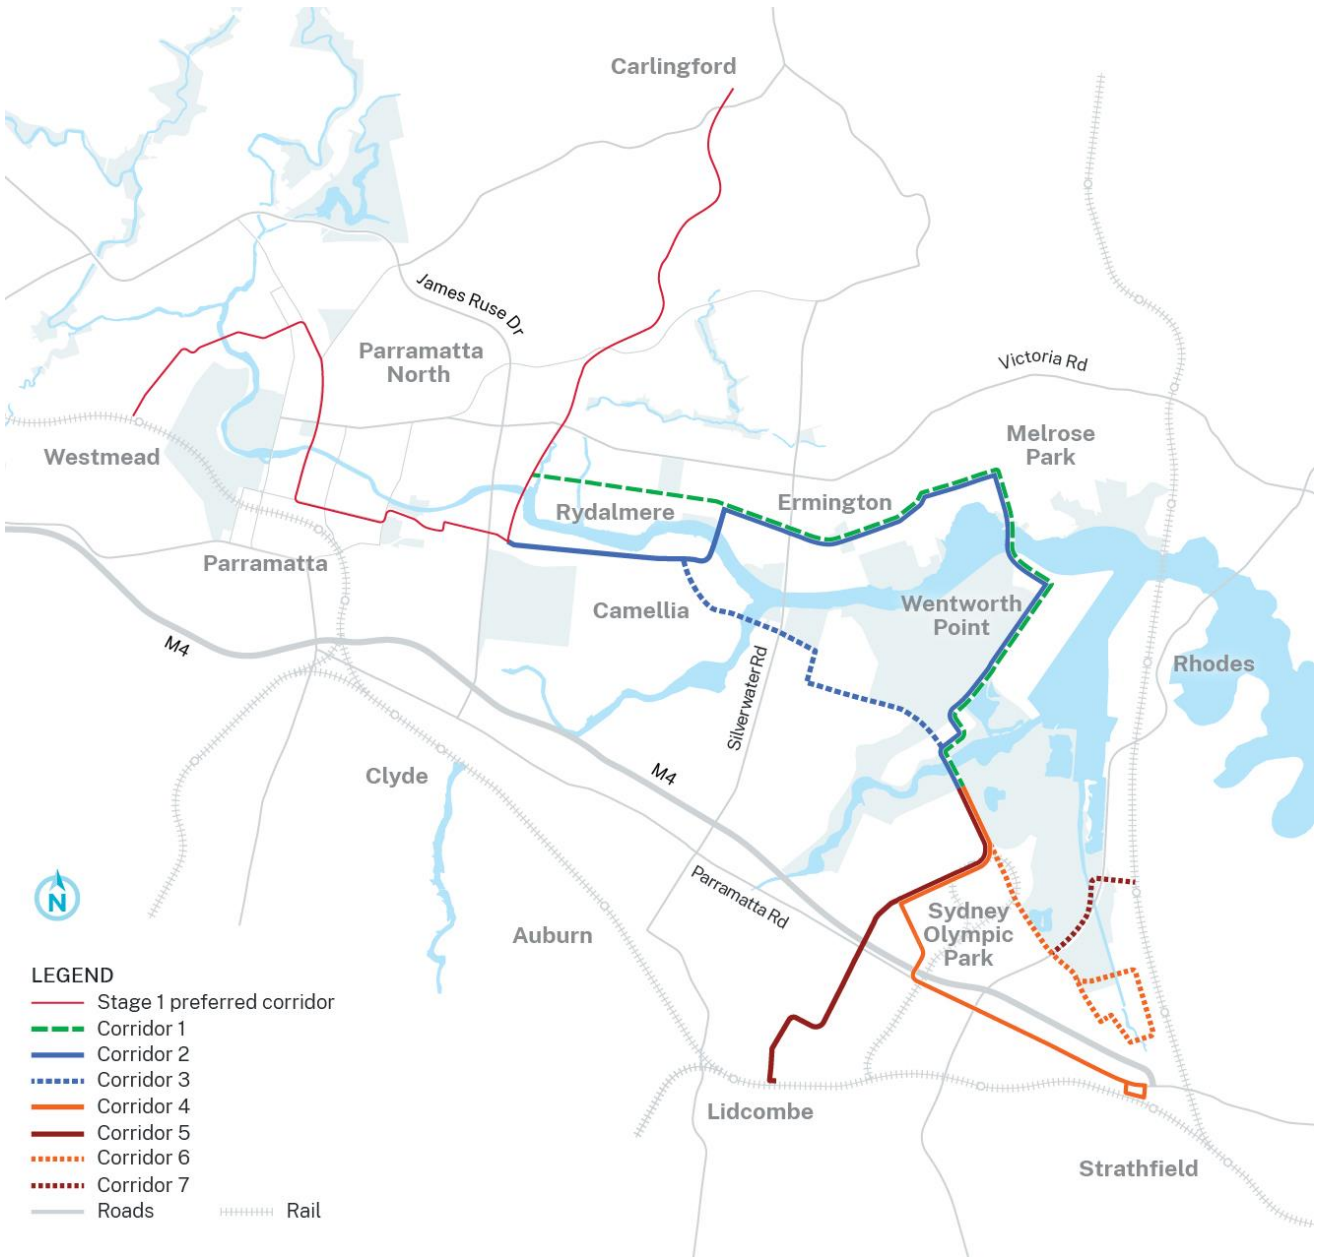 Carlingford
James Ruse Dr
Parramatta
North
Victoria Rd
Melrose
Park
Westmead
Ermington
Rydalmere
Parramatta
Camellia
Wentworth
Point
M4
Rhodes
Silverwater Rd
Clyde
M4
Parramatta Rd
N
Auburn
Sydney
Olympic
Park
Lidcombe
Strathfield
LEGEND
Stage 1 preferred corridor
Corridor 1
Corridor 2
Corridor 3
Corridor 4
Corridor 5
Corridor 6
Corridor 7
Roads
Rail